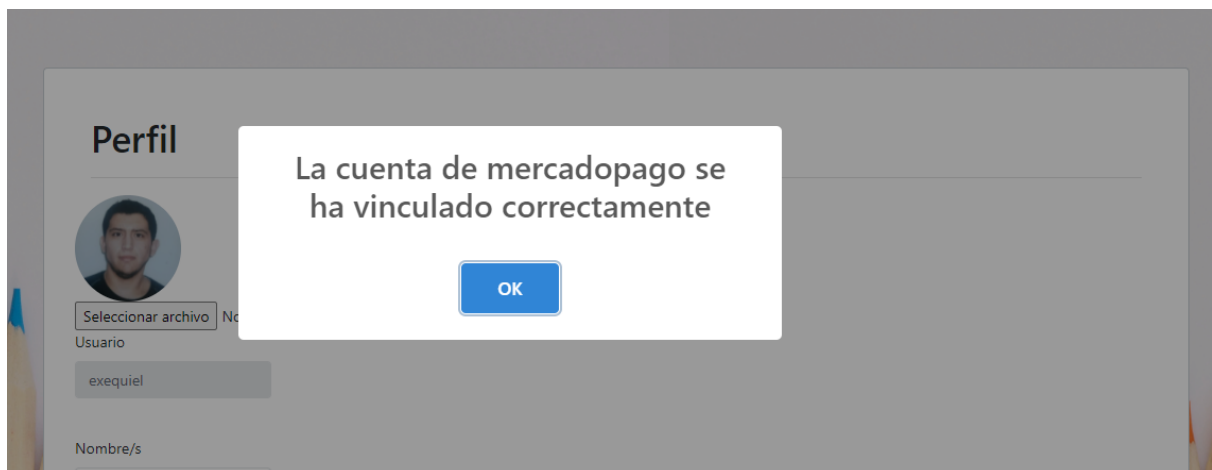 Perfil
La cuenta de mercadopago se
ha vinculado correctamente
OK
Seleccionar archivo
Usuario
exequiel
Nombre/s